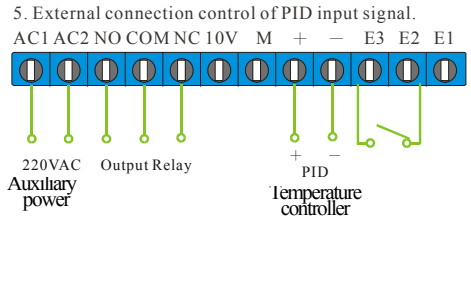 5. External connection control of PID input signal.
AC1 AC2 NO COM NC 10V M + − E3 E2 E1
+ −
220VAC Output Relay PID
Auxiliary power
Temperature controller